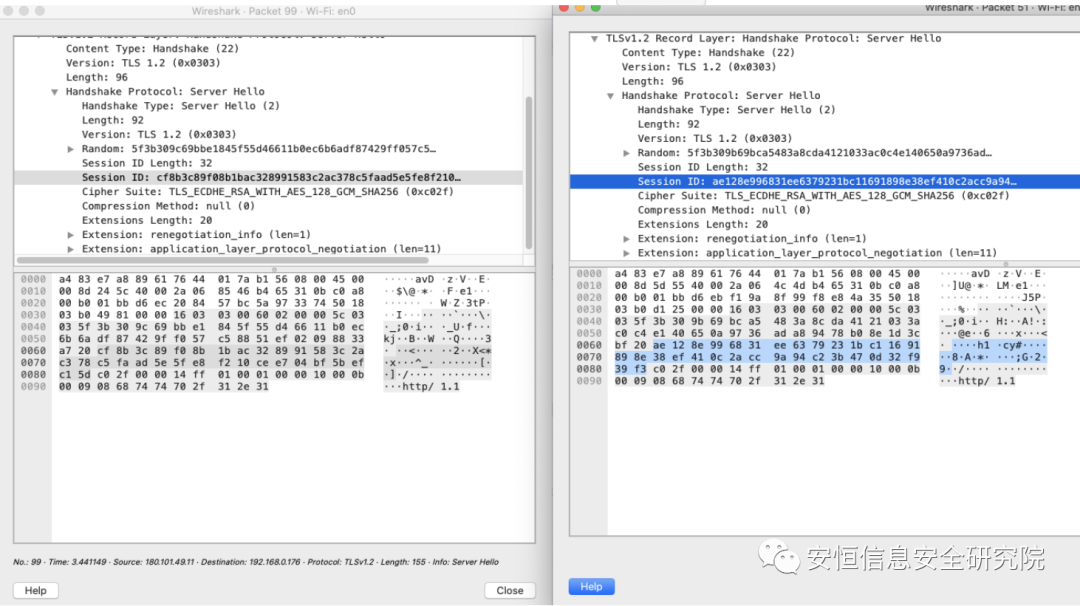 Wireshark · Packet 99 · Wi-Fi: en0
Content Type: Handshake (22)
Version: TLS 1.2 (0x0303)
Length: 96
Handshake Protocol: Server Hello
Handshake Type: Server Hello (2)
Length: 92
Version: TLS 1.2 (0x0303)
Random: 5f3b309c69bbe1845f55d46611b0ec6b6adf87429ff057c5…
Session ID Length: 32
Session ID: cf8b3c89f08b1bac328991583c2ac378c5faad5e5fe8f210…
Cipher Suite: TLS_ECDHE_RSA_WITH_AES_128_GCM_SHA256 (0xc02f)
Compression Method: null (0)
Extensions Length: 20
Extension: renegotiation_info (len=1)
Extension: application_layer_protocol_negotiation (len=11)
0000 a4 83 e7 a8 89 61 76 44 01 7a b1 56 08 00 45 00 ·····avD ·z·V··E·
0010 00 8d 24 5c 40 00 2a 06 85 46 b4 65 31 0b c0 a8 ··$\@·*· ·F·e1···
0020 00 b0 01 bb d6 ec 20 84 57 bc 5a 97 33 74 50 18 ······ · W·Z·3tP·
0030 03 b0 49 81 00 00 16 03 03 00 60 02 00 00 5c 03 ··I····· ··`···\·
0040 03 5f 3b 30 9c 69 bb e1 84 5f 55 d4 66 11 b0 ec ·_;0·i·· ·_U·f···
0050 6b 6a df 87 42 9f f0 57 c5 88 51 ef 02 09 88 33 kj··B··W ··Q····3
0060 a7 20 cf 8b 3c 89 f0 8b 1b ac 32 89 91 58 3c 2a · ··<··· ··2··X<*
0070 c3 78 c5 fa ad 5e 5f e8 f2 10 ce e7 04 bf 5b ef ·x···^_· ······[·
0080 c1 5d c0 2f 00 00 14 ff 01 00 01 00 00 10 00 0b ·]·/···· ········
0090 00 09 08 68 74 74 70 2f 31 2e 31 ···http/ 1.1
No.: 99 · Time: 3.441149 · Source: 180.101.49.11 · Destination: 192.168.0.176 · Protocol: TLSv1.2 · Length: 155 · Info: Server Hello
Help
Close
Wireshark · Packet 51 · Wi-Fi: en
TLSv1.2 Record Layer: Handshake Protocol: Server Hello
Content Type: Handshake (22)
Version: TLS 1.2 (0x0303)
Length: 96
Handshake Protocol: Server Hello
Handshake Type: Server Hello (2)
Length: 92
Version: TLS 1.2 (0x0303)
Random: 5f3b309b69bca5483a8cda4121033ac0c4e140650a9736ad…
Session ID Length: 32
Session ID: ae128e996831ee6379231bc11691898e38ef410c2acc9a94…
Cipher Suite: TLS_ECDHE_RSA_WITH_AES_128_GCM_SHA256 (0xc02f)
Compression Method: null (0)
Extensions Length: 20
Extension: renegotiation_info (len=1)
Extension: application_layer_protocol_negotiation (len=11)
0000 a4 83 e7 a8 89 61 76 44 01 7a b1 56 08 00 45 00 ·····avD ·z·V··E·
0010 00 8d 5d 55 40 00 2a 06 4c 4d b4 65 31 0b c0 a8 ··]U@·*· LM·e1···
0020 00 b0 01 bb d6 eb f1 9a 8f 99 f8 e8 4a 35 50 18 ········ ····J5P·
0030 03 b0 d1 25 00 00 16 03 03 00 60 02 00 00 5c 03 ···%···· ··`···\·
0040 03 5f 3b 30 9b 69 bc a5 48 3a 8c da 41 21 03 3a ·_;0·i·· H:··A!·:
0050 c0 c4 e1 40 65 0a 97 36 ad a8 94 78 b0 8e 1d 3c ···@e··6 ···x···<
0060 bf 20 ae 12 8e 99 68 31 ee 63 79 23 1b c1 16 91 · ····h1 ·cy#····
0070 89 8e 38 ef 41 0c 2a cc 9a 94 c2 3b 47 0d 32 f9 ··8·A·*· ···;G·2·
0080 39 f3 c0 2f 00 00 14 ff 01 00 01 00 00 10 00 0b 9··/···· ········
0090 00 09 08 68 74 74 70 2f 31 2e 31 ···http/ 1.1
Help
安恒信息安全研究院